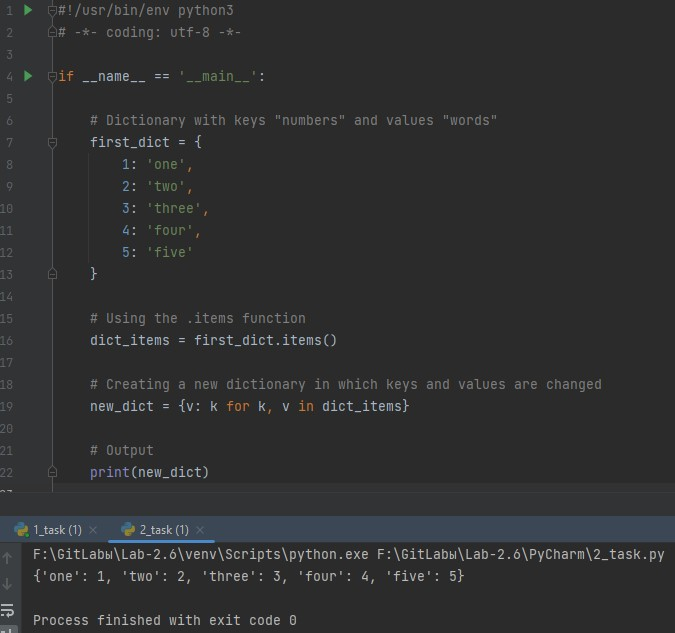 1 #!/usr/bin/env python3
2 # -*- coding: utf-8 -*-
3
4 if __name__ == '__main__':
5
6     # Dictionary with keys "numbers" and values "words"
7     first_dict = {
8         1: 'one',
9         2: 'two',
10         3: 'three',
11         4: 'four',
12         5: 'five'
13     }
14
15     # Using the .items function
16     dict_items = first_dict.items()
17
18     # Creating a new dictionary in which keys and values are changed
19     new_dict = {v: k for k, v in dict_items}
20
21     # Output
22     print(new_dict)
23
1_task (1) 2_task (1)
F:\GitLabы\Lab-2.6\venv\Scripts\python.exe F:\GitLabы\Lab-2.6\PyCharm\2_task.py
{'one': 1, 'two': 2, 'three': 3, 'four': 4, 'five': 5}
Process finished with exit code 0